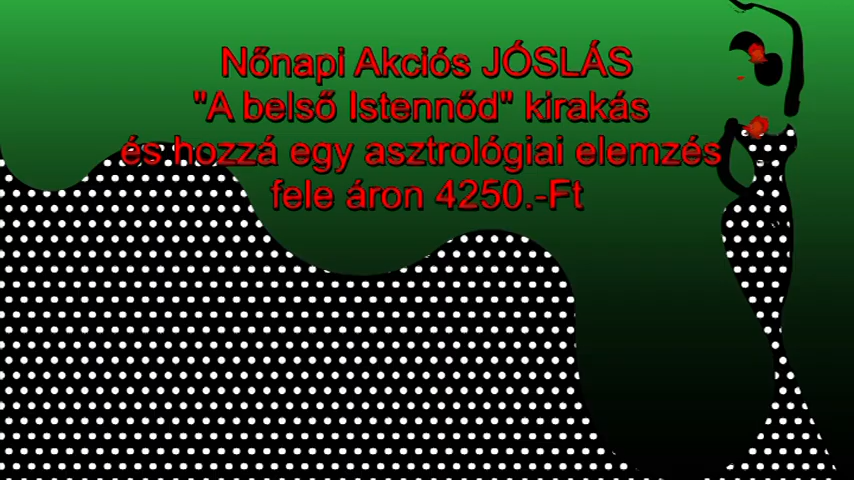 Nőnapi Akciós JÓSLÁS
"A belső Istennőd" kirakás
és hozzá egy asztrológiai elemzés
fele áron 4250.-Ft